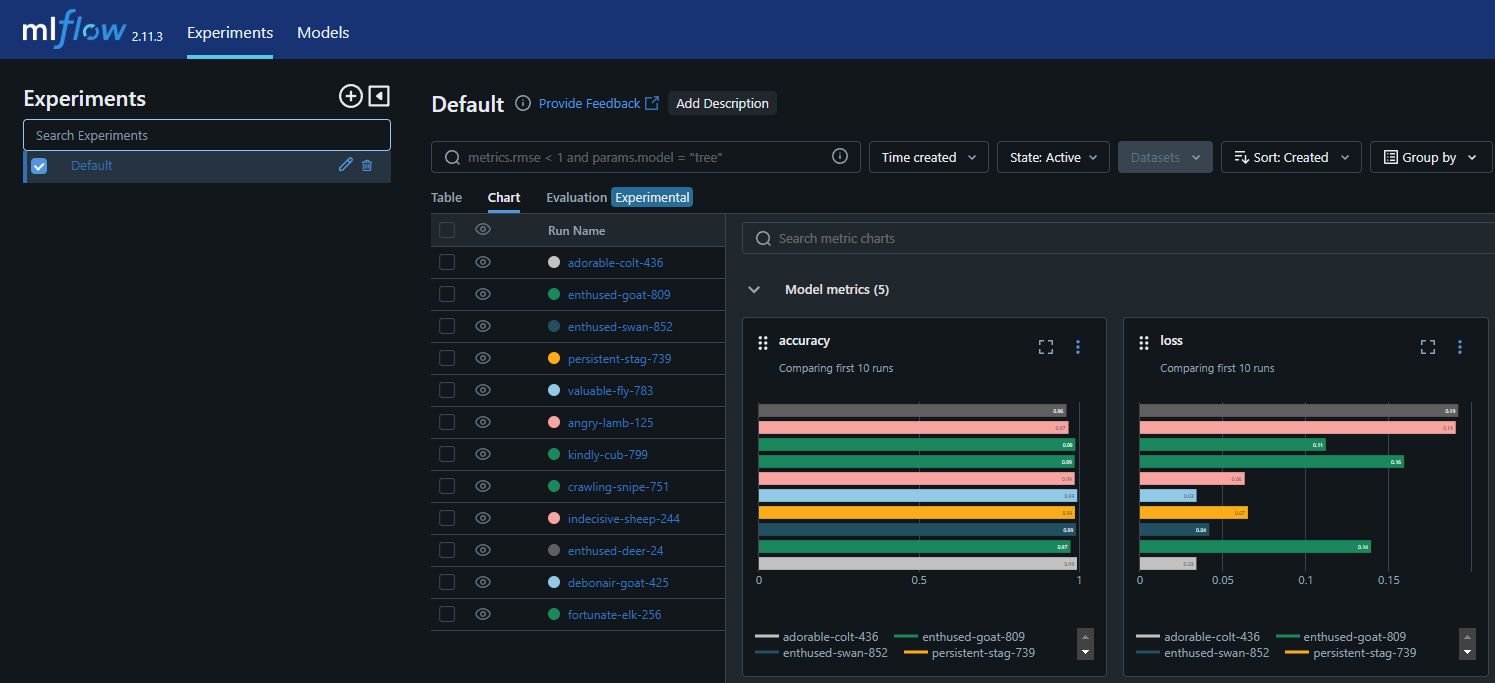 mlflow 2.11.3 Experiments Models
Experiments
Search Experiments
Default
Default Provide Feedback Add Description
metrics.rmse < 1 and params.model = "tree" Time created State: Active Datasets Sort: Created Group by
Table Chart Evaluation Experimental
Run Name
adorable-colt-436
enthused-goat-809
enthused-swan-852
persistent-stag-739
valuable-fly-783
angry-lamb-125
kindly-cub-799
crawling-snipe-751
indecisive-sheep-244
enthused-deer-24
debonair-goat-425
fortunate-elk-256
Search metric charts
Model metrics (5)
accuracy
Comparing first 10 runs
0.96
0.97
0.99
0.99
0.99
0.99
0.99
0.99
0.97
0.99
0 0.5 1
adorable-colt-436 enthused-goat-809
enthused-swan-852 persistent-stag-739
loss
Comparing first 10 runs
0.19
0.19
0.11
0.16
0.06
0.03
0.07
0.04
0.14
0.03
0 0.05 0.1 0.15
adorable-colt-436 enthused-goat-809
enthused-swan-852 persistent-stag-739